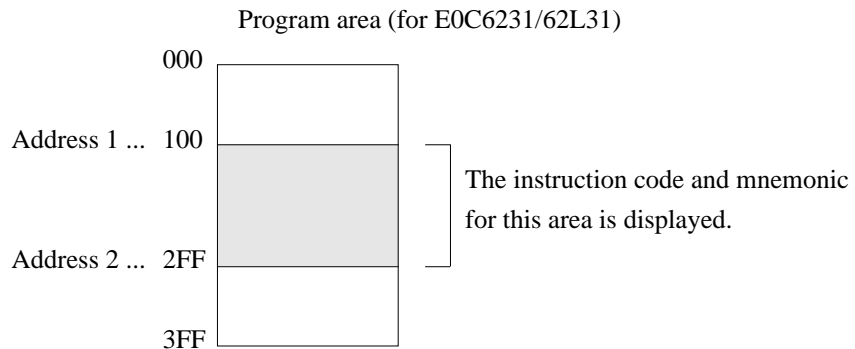 Program area (for E0C6231/62L31)
000
Address 1 ... 100
The instruction code and mnemonic
for this area is displayed.
Address 2 ... 2FF
3FF